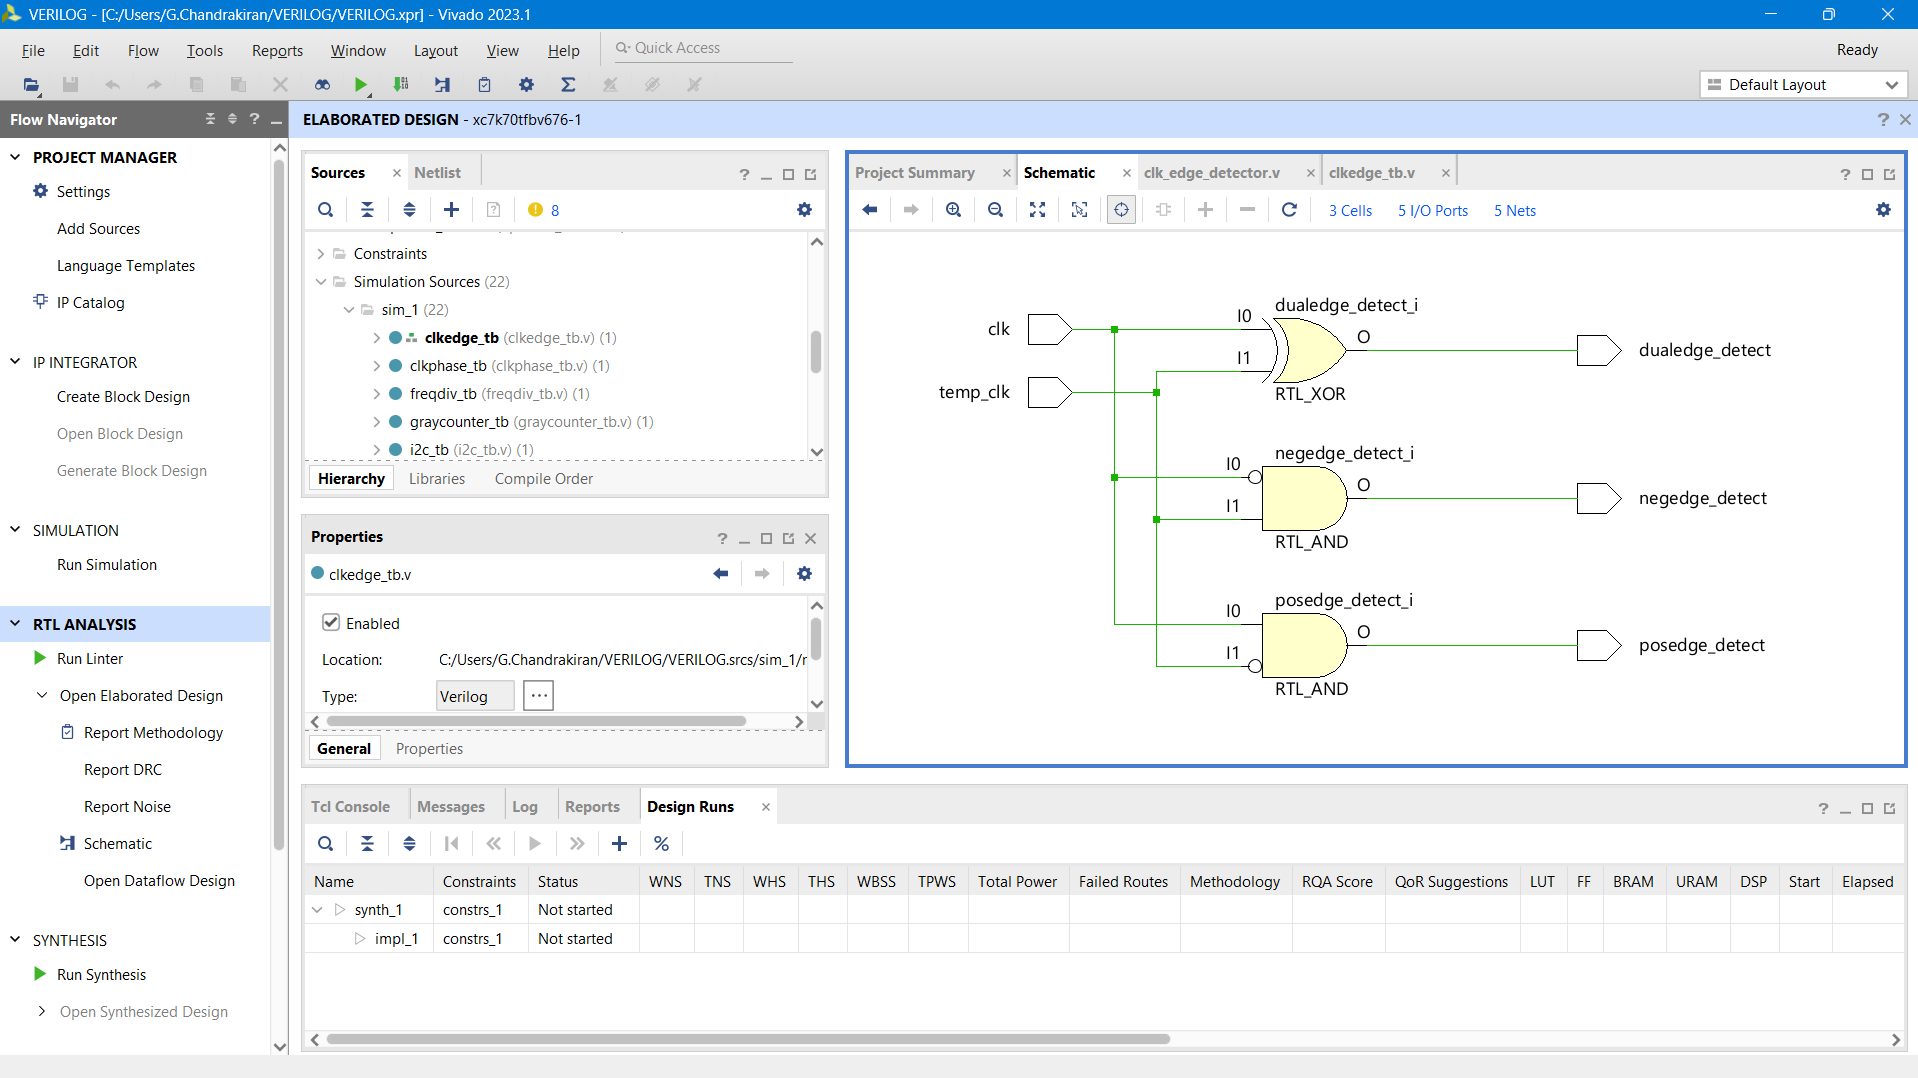 VERILOG - [C:/Users/G.Chandrakiran/VERILOG/VERILOG.xpr] - Vivado 2023.1
File Edit Flow Tools Reports Window Layout View Help Quick Access Ready
Default Layout
Flow Navigator
ELABORATED DESIGN - xc7k70tfbv676-1
PROJECT MANAGER
Settings
Add Sources
Language Templates
IP Catalog
IP INTEGRATOR
Create Block Design
Open Block Design
Generate Block Design
SIMULATION
Run Simulation
RTL ANALYSIS
Run Linter
Open Elaborated Design
Report Methodology
Report DRC
Report Noise
Schematic
Open Dataflow Design
SYNTHESIS
Run Synthesis
Open Synthesized Design
Sources Netlist
8
Constraints
Simulation Sources (22)
sim_1 (22)
clkedge_tb (clkedge_tb.v) (1)
clkphase_tb (clkphase_tb.v) (1)
freqdiv_tb (freqdiv_tb.v) (1)
graycounter_tb (graycounter_tb.v) (1)
i2c_tb (i2c_tb.v) (1)
Hierarchy Libraries Compile Order
Properties
clkedge_tb.v
Enabled
Location: C:/Users/G.Chandrakiran/VERILOG/VERILOG.srcs/sim_1/r
Type: Verilog
General Properties
Project Summary Schematic clk_edge_detector.v clkedge_tb.v
3 Cells 5 I/O Ports 5 Nets
dualedge_detect_i
clk I0 O
temp_clk I1 dualedge_detect
RTL_XOR
negedge_detect_i
I0 O
I1 negedge_detect
RTL_AND
posedge_detect_i
I0 O
I1 posedge_detect
RTL_AND
Tcl Console Messages Log Reports Design Runs
Name Constraints Status WNS TNS WHS THS WBSS TPWS Total Power Failed Routes Methodology RQA Score QoR Suggestions LUT FF BRAM URAM DSP Start Elapsed
synth_1 constrs_1 Not started
impl_1 constrs_1 Not started